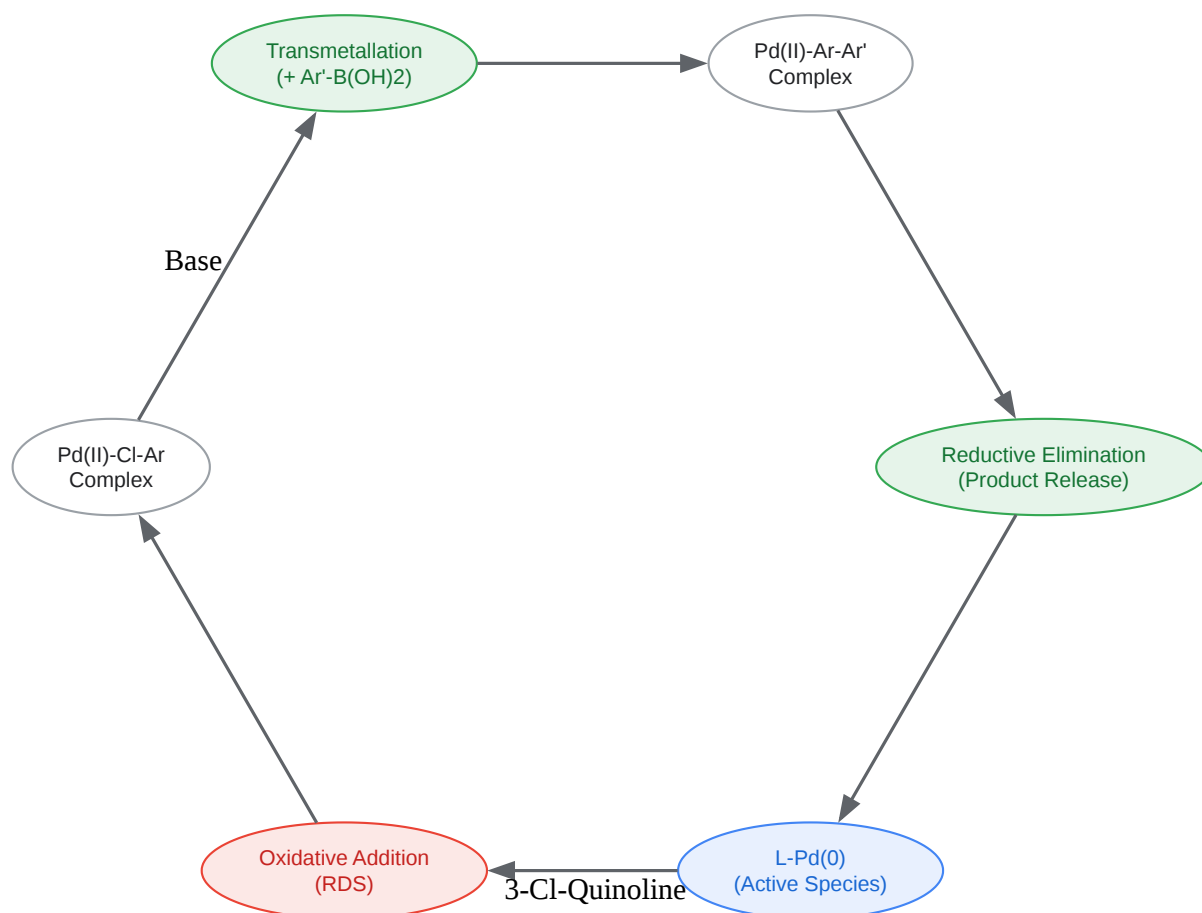 Transmetallation
(+ Ar'-B(OH)2)
Pd(II)-Ar-Ar'
Complex
Base
Pd(II)-Cl-Ar
Complex
Reductive Elimination
(Product Release)
Oxidative Addition
(RDS)
3-Cl-Quinoline
L-Pd(0)
(Active Species)